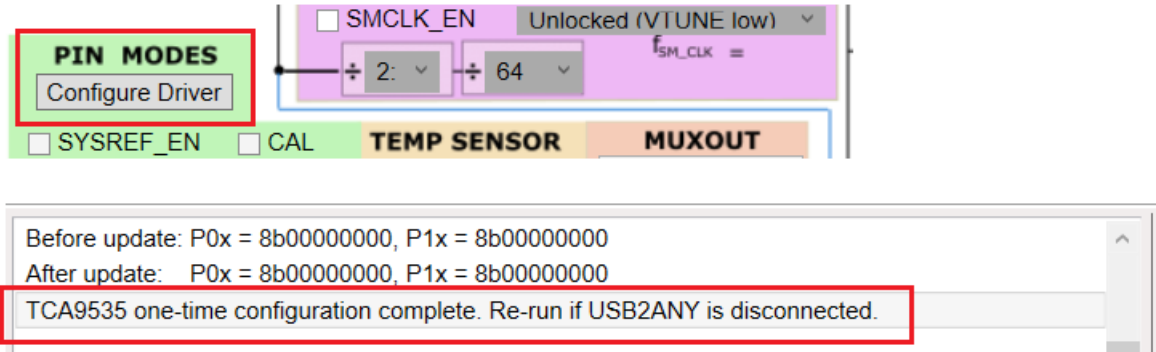 SMCLK_EN Unlocked (VTUNE low)
fSM_CLK =
PIN MODES
÷ 2: ÷ 64
Configure Driver
SYSREF_EN CAL TEMP SENSOR MUXOUT
Before update: P0x = 8b00000000, P1x = 8b00000000
After update: P0x = 8b00000000, P1x = 8b00000000
TCA9535 one-time configuration complete. Re-run if USB2ANY is disconnected.